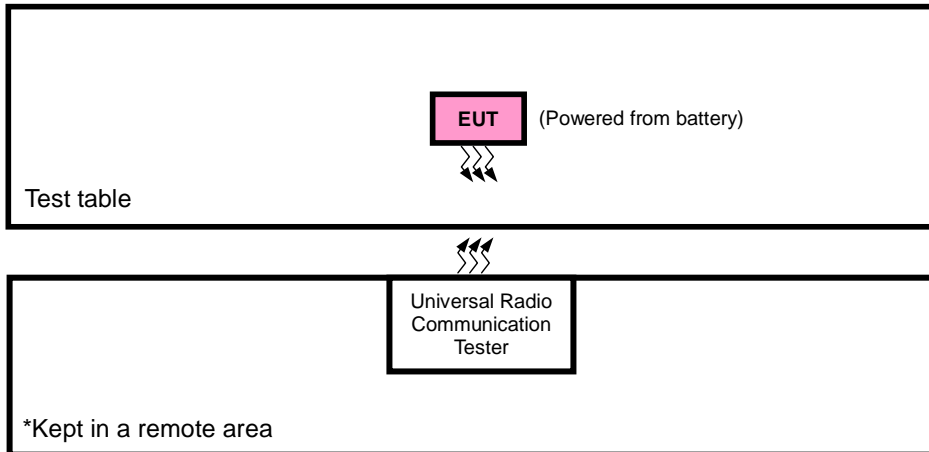 EUT
(Powered from battery)
Test table
Universal Radio
Communication
Tester
*Kept in a remote area